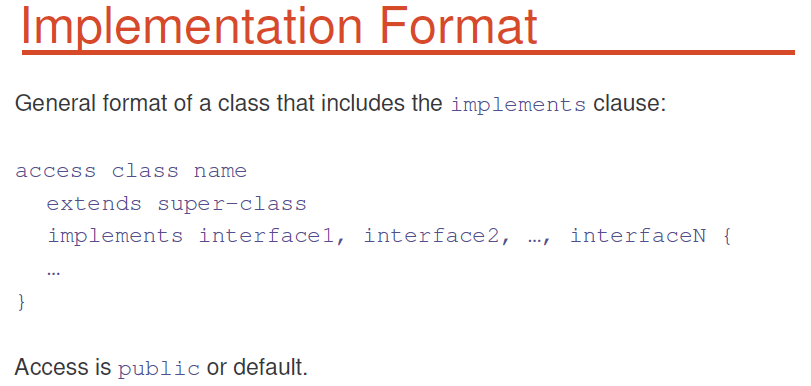 Implementation Format
General format of a class that includes the implements clause:
access class name
extends super-class
implements interface1, interface2, …, interfaceN {
…
}
Access is public or default.